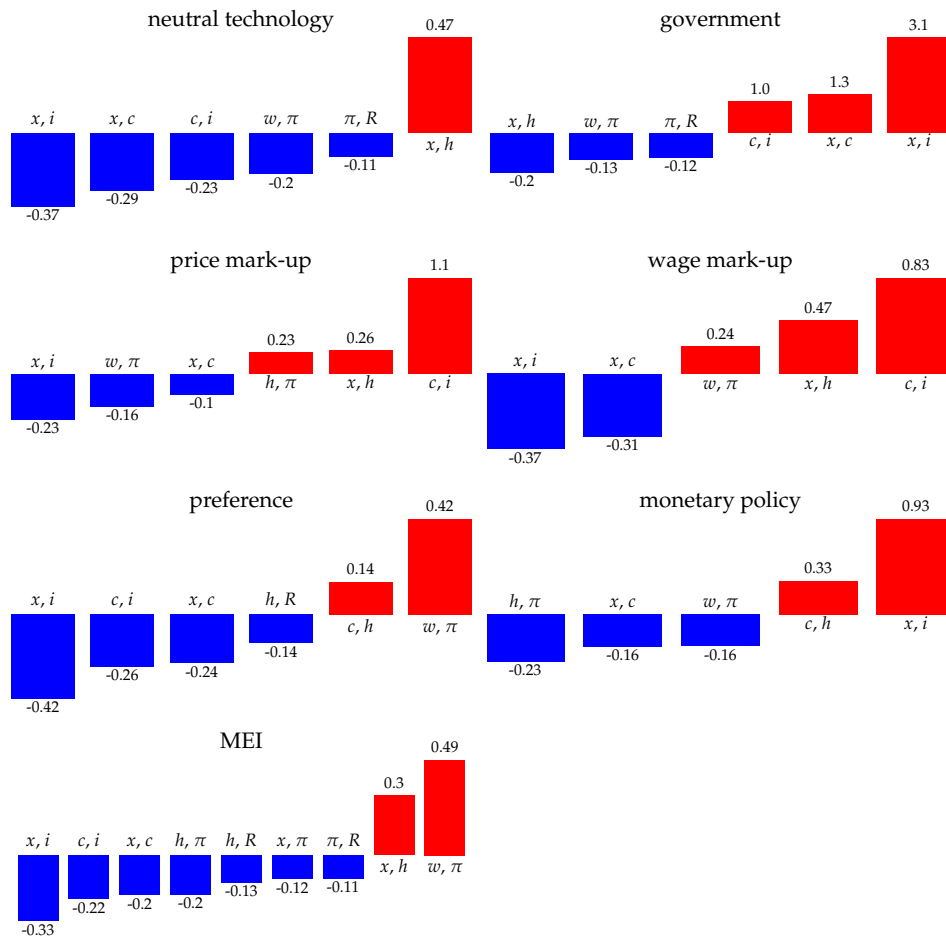 neutral technology
0.47
x, i x, c c, i w, π π, R
x, h
-0.37 -0.29 -0.23 -0.2 -0.11
government
3.1
1.0 1.3
x, h w, π π, R
c, i x, c x, i
-0.2 -0.13 -0.12
price mark-up
1.1
0.23 0.26
x, i w, π x, c
h, π x, h c, i
-0.23 -0.16 -0.1
wage mark-up
0.83
0.47
0.24
x, i x, c
w, π x, h c, i
-0.37 -0.31
preference
0.42
0.14
x, i c, i x, c h, R
c, h w, π
-0.42 -0.26 -0.24 -0.14
monetary policy
0.93
0.33
h, π x, c w, π
c, h x, i
-0.23 -0.16 -0.16
MEI
0.49
0.3
x, i c, i x, c h, π h, R x, π π, R
x, h w, π
-0.33 -0.22 -0.2 -0.2 -0.13 -0.12 -0.11